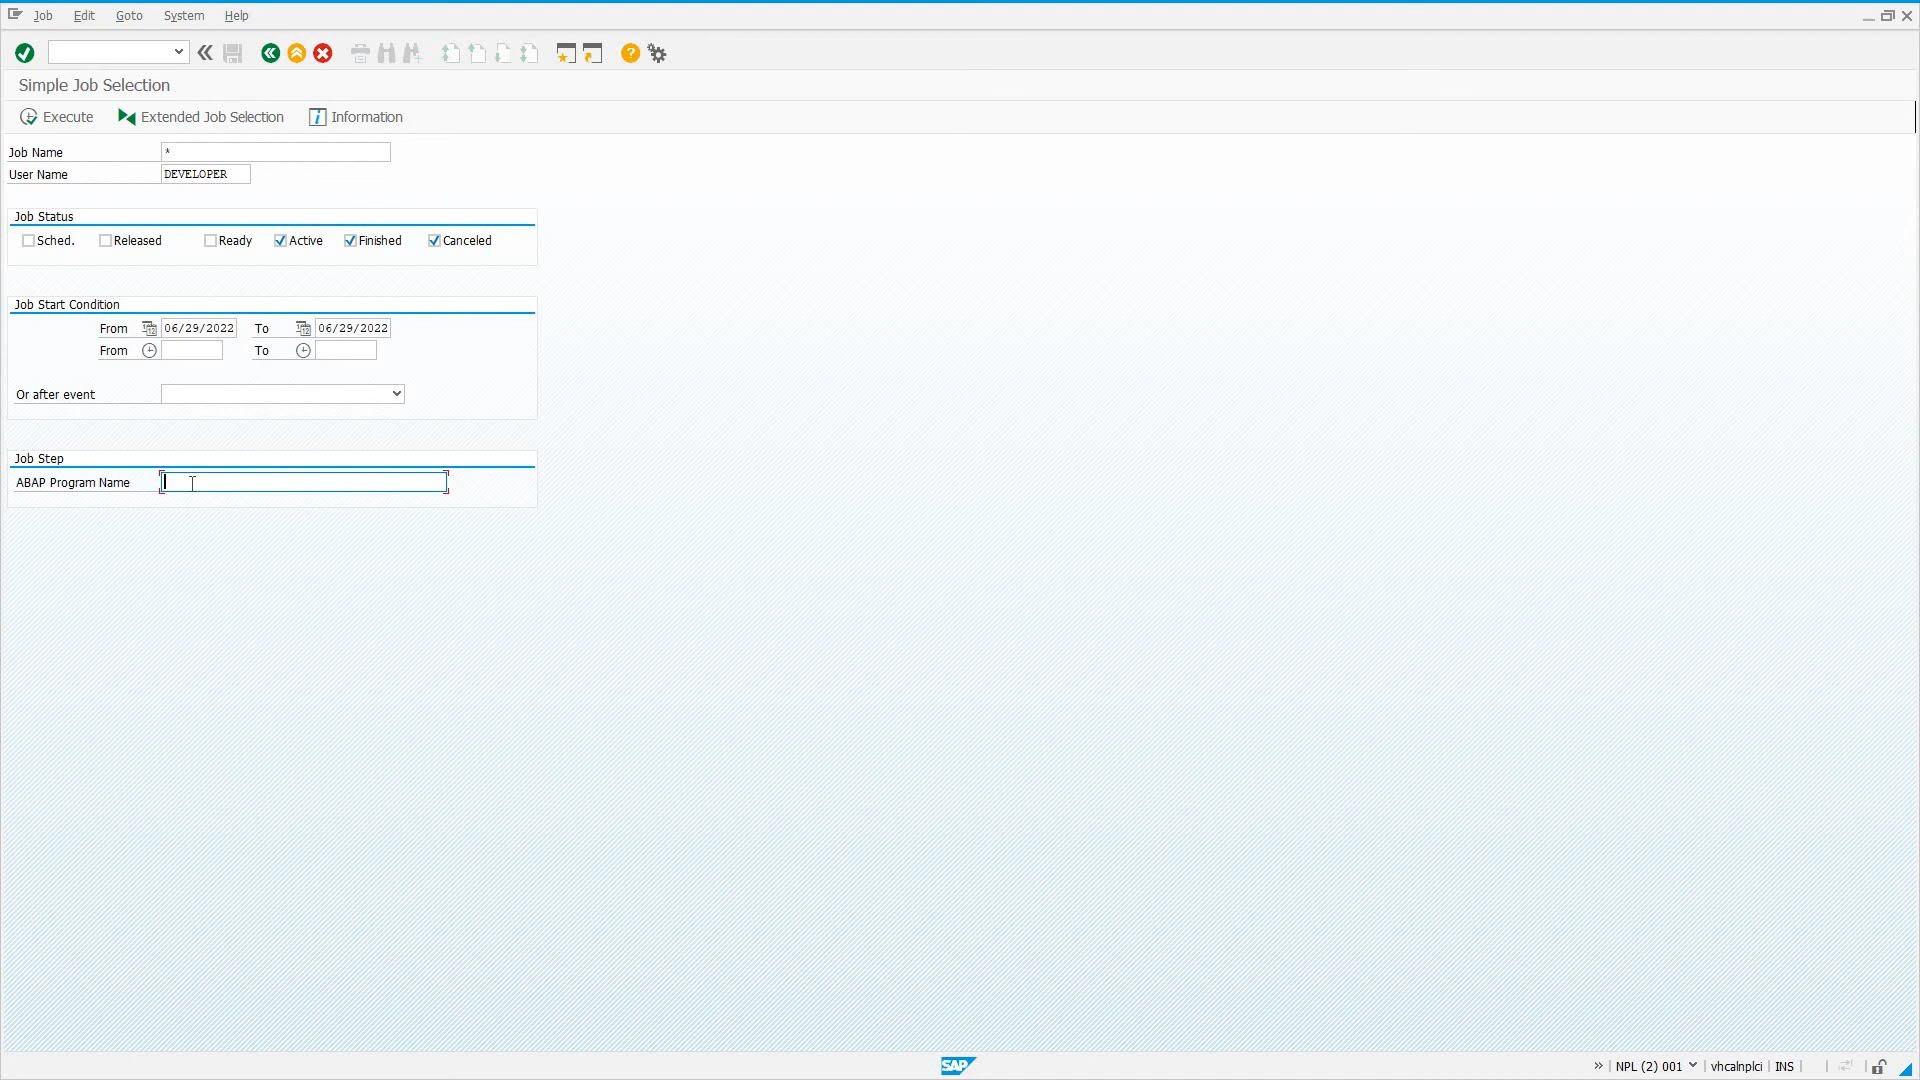 Job Edit Goto System Help
Simple Job Selection
Execute Extended Job Selection i Information
Job Name *
User Name DEVELOPER
Job Status
Sched. Released Ready Active Finished Canceled
Job Start Condition
From 06/29/2022 To 06/29/2022
From To
Or after event
Job Step
ABAP Program Name
SAP » NPL (2) 001 vhcalnplci INS